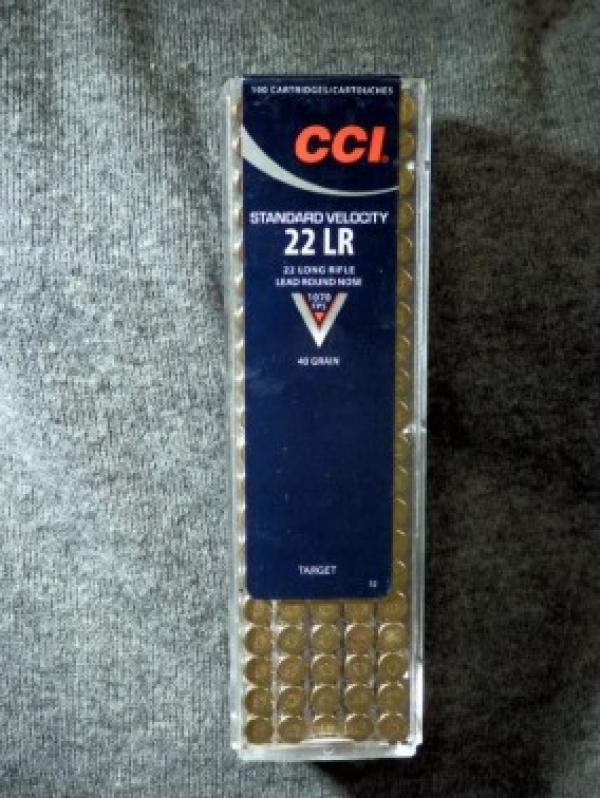 100 CARTRIDGES/CARTOUCHES
CCI®
STANDARD VELOCITY
22 LR
22 LONG RIFLE
LEAD ROUND NOSE
1070
FPS
40 GRAIN
TARGET